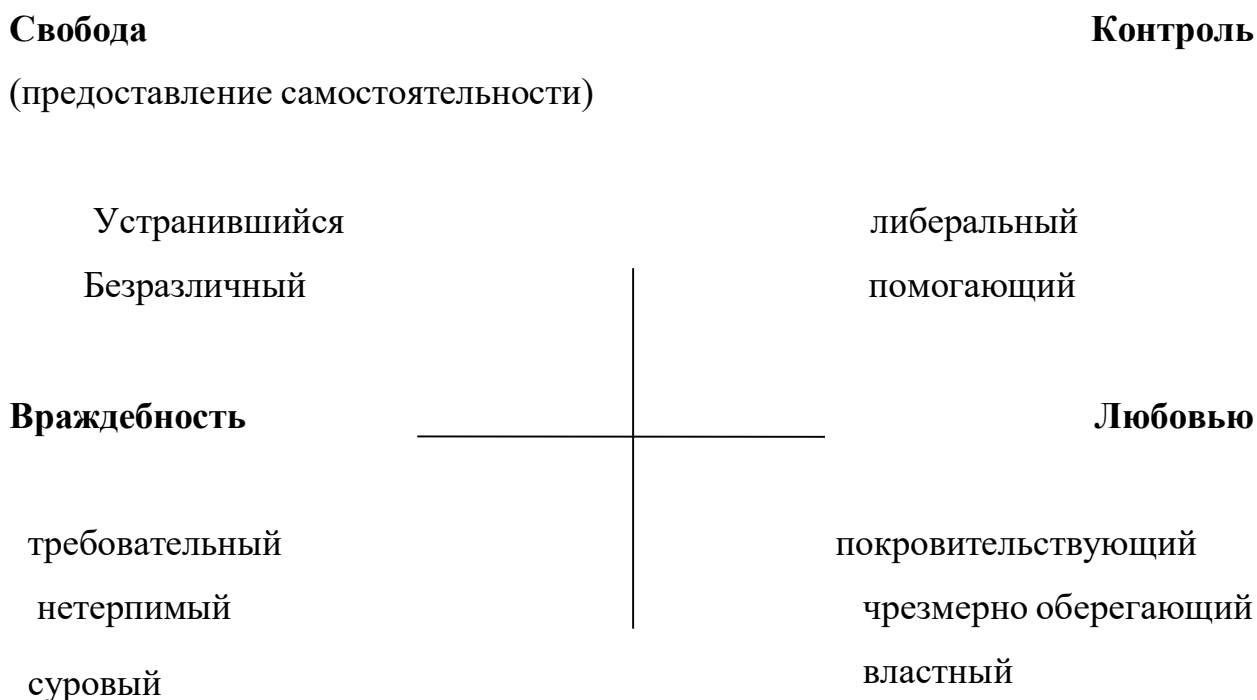 Свобода Контроль
(предоставление самостоятельности)
Устранившийся либеральный
Безразличный помогающий
Враждебность Любовью
требовательный покровительствующий
нетерпимый чрезмерно оберегающий
суровый властный